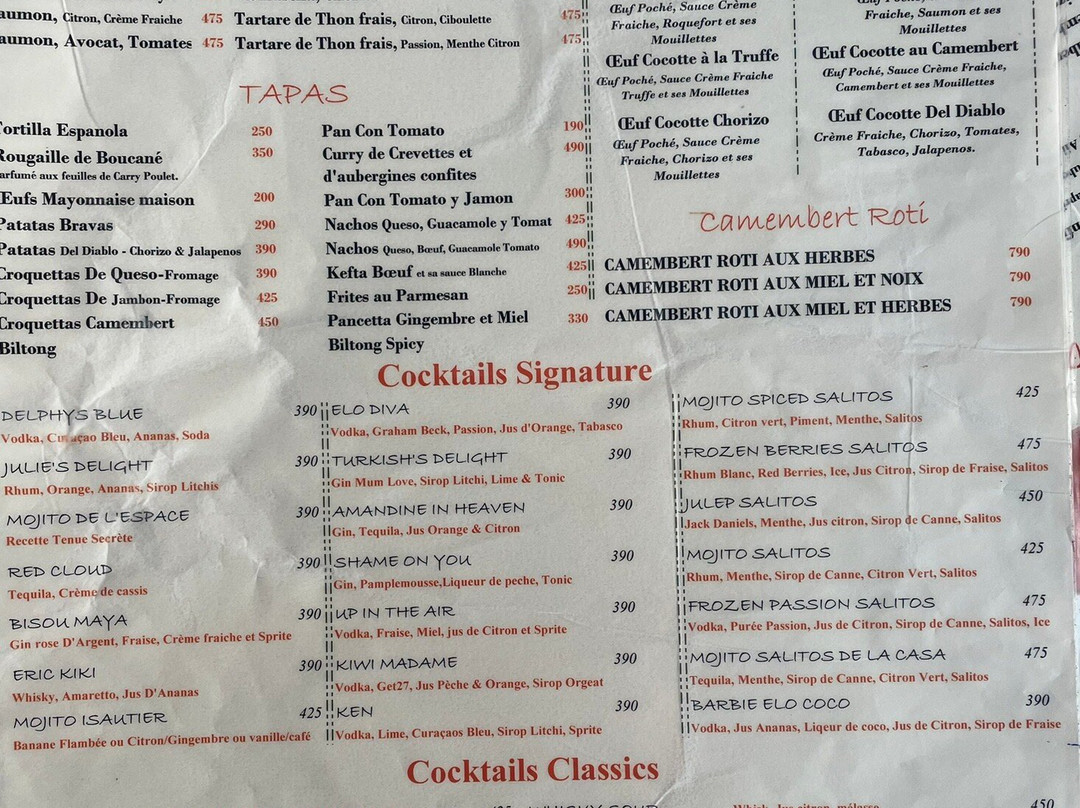 aumon, Citron, Crème Fraiche 475
aumon, Avocat, Tomates 475
Tartare de Thon frais, Citron, Ciboulette 475
Tartare de Thon frais, Passion, Menthe Citron 475
Œuf Poché, Sauce Crème
Fraiche, Roquefort et ses
Mouillettes
Œuf Cocotte à la Truffe
Œuf Poché, Sauce Crème Fraiche
Truffe et ses Mouillettes
Œuf Cocotte Chorizo
Œuf Poché, Sauce Crème
Fraiche, Chorizo et ses
Mouillettes
Fraiche, Saumon et ses
Mouillettes
Œuf Cocotte au Camembert
Œuf Poché, Sauce Crème Fraiche,
Camembert et ses Mouillettes
Œuf Cocotte Del Diablo
Crème Fraiche, Chorizo, Tomates,
Tabasco, Jalapenos.
TAPAS
Tortilla Espanola 250
Rougaille de Boucané 350
arfumé aux feuilles de Carry Poulet.
Œufs Mayonnaise maison 200
Patatas Bravas 290
Patatas Del Diablo - Chorizo & Jalapenos 390
Croquettas De Queso-Fromage 390
Croquettas De Jambon-Fromage 425
Croquettas Camembert 450
Biltong
Pan Con Tomato 190
Curry de Crevettes et 490
d'aubergines confites
Pan Con Tomato y Jamon 300
Nachos Queso, Guacamole y Tomat 425
Nachos Queso, Bœuf, Guacamole Tomato 490
Kefta Bœuf et sa sauce Blanche 425
Frites au Parmesan 250
Pancetta Gingembre et Miel 330
Biltong Spicy
Camembert Roti
CAMEMBERT ROTI AUX HERBES 790
CAMEMBERT ROTI AUX MIEL ET NOIX 790
CAMEMBERT ROTI AUX MIEL ET HERBES 790
Cocktails Signature
DELPHYS BLUE 390
Vodka, Curaçao Bleu, Ananas, Soda
JULIE'S DELIGHT 390
Rhum, Orange, Ananas, Sirop Litchis
MOJITO DE L'ESPACE 390
Recette Tenue Secrète
RED CLOUD 390
Tequila, Crème de cassis
BISOU MAYA 390
Gin rose D'Argent, Fraise, Crème fraiche et Sprite
ERIC KIKI 390
Whisky, Amaretto, Jus D'Ananas
MOJITO ISAUTIER 425
Banane Flambée ou Citron/Gingembre ou vanille/café
ELO DIVA 390
Vodka, Graham Beck, Passion, Jus d'Orange, Tabasco
TURKISH'S DELIGHT 390
Gin Mum Love, Sirop Litchi, Lime & Tonic
AMANDINE IN HEAVEN 390
Gin, Tequila, Jus Orange & Citron
SHAME ON YOU 390
Gin, Pamplemousse,Liqueur de peche, Tonic
UP IN THE AIR 390
Vodka, Fraise, Miel, jus de Citron et Sprite
KIWI MADAME 390
Vodka, Get27, Jus Pèche & Orange, Sirop Orgeat
KEN 390
Vodka, Lime, Curaçaos Bleu, Sirop Litchi, Sprite
MOJITO SPICED SALITOS 425
Rhum, Citron vert, Piment, Menthe, Salitos
FROZEN BERRIES SALITOS 475
Rhum Blanc, Red Berries, Ice, Jus Citron, Sirop de Fraise, Salitos
JULEP SALITOS 450
Jack Daniels, Menthe, Jus citron, Sirop de Canne, Salitos
MOJITO SALITOS 425
Rhum, Menthe, Sirop de Canne, Citron Vert, Salitos
FROZEN PASSION SALITOS 475
Vodka, Purée Passion, Jus de Citron, Sirop de Canne, Salitos, Ice
MOJITO SALITOS DE LA CASA 475
Tequila, Menthe, Sirop de Canne, Citron Vert, Salitos
BARBIE ELO COCO 390
Vodka, Jus Ananas, Liqeur de coco, Jus de Citron, Sirop de Fraise
Cocktails Classics
450